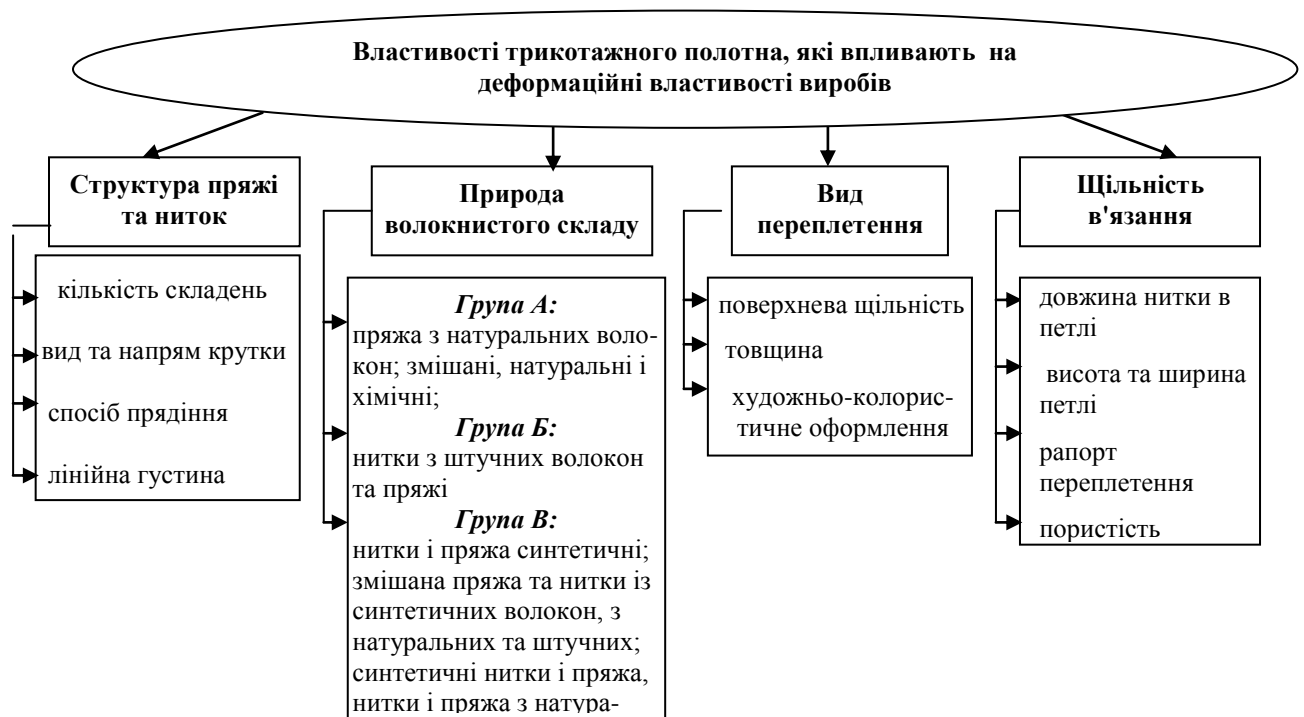 Властивості трикотажного полотна, які впливають на
деформаційні властивості виробів
Структура пряжі
та ниток
кількість складень
вид та напрям крутки
спосіб прядіння
лінійна густина
Природа
волокнистого складу
Група А:
пряжа з натуральних воло-
кон; змішані, натуральні і
хімічні;
Група Б:
нитки з штучних волокон
та пряжі
Група В:
нитки і пряжа синтетичні;
змішана пряжа та нитки із
синтетичних волокон, з
натуральних та штучних;
синтетичні нитки і пряжа,
нитки і пряжа з натура-
Вид
переплетення
поверхнева щільність
товщина
художньо-колорис-
тичне оформлення
Щільність
в'язання
довжина нитки в
петлі
висота та ширина
петлі
рапорт
переплетення
пористість